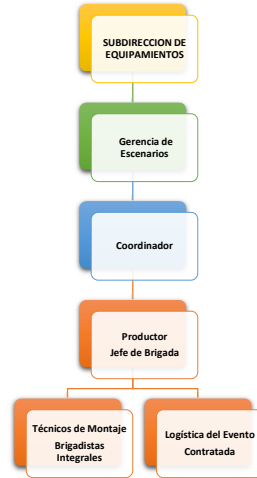 SUBDIRECCION DE
EQUIPAMIENTOS
Gerencia de
Escenarios
Coordinador
Productor
Jefe de Brigada
Técnicos de Montaje
Brigadistas
Integrales
Logística del Evento
Contratada